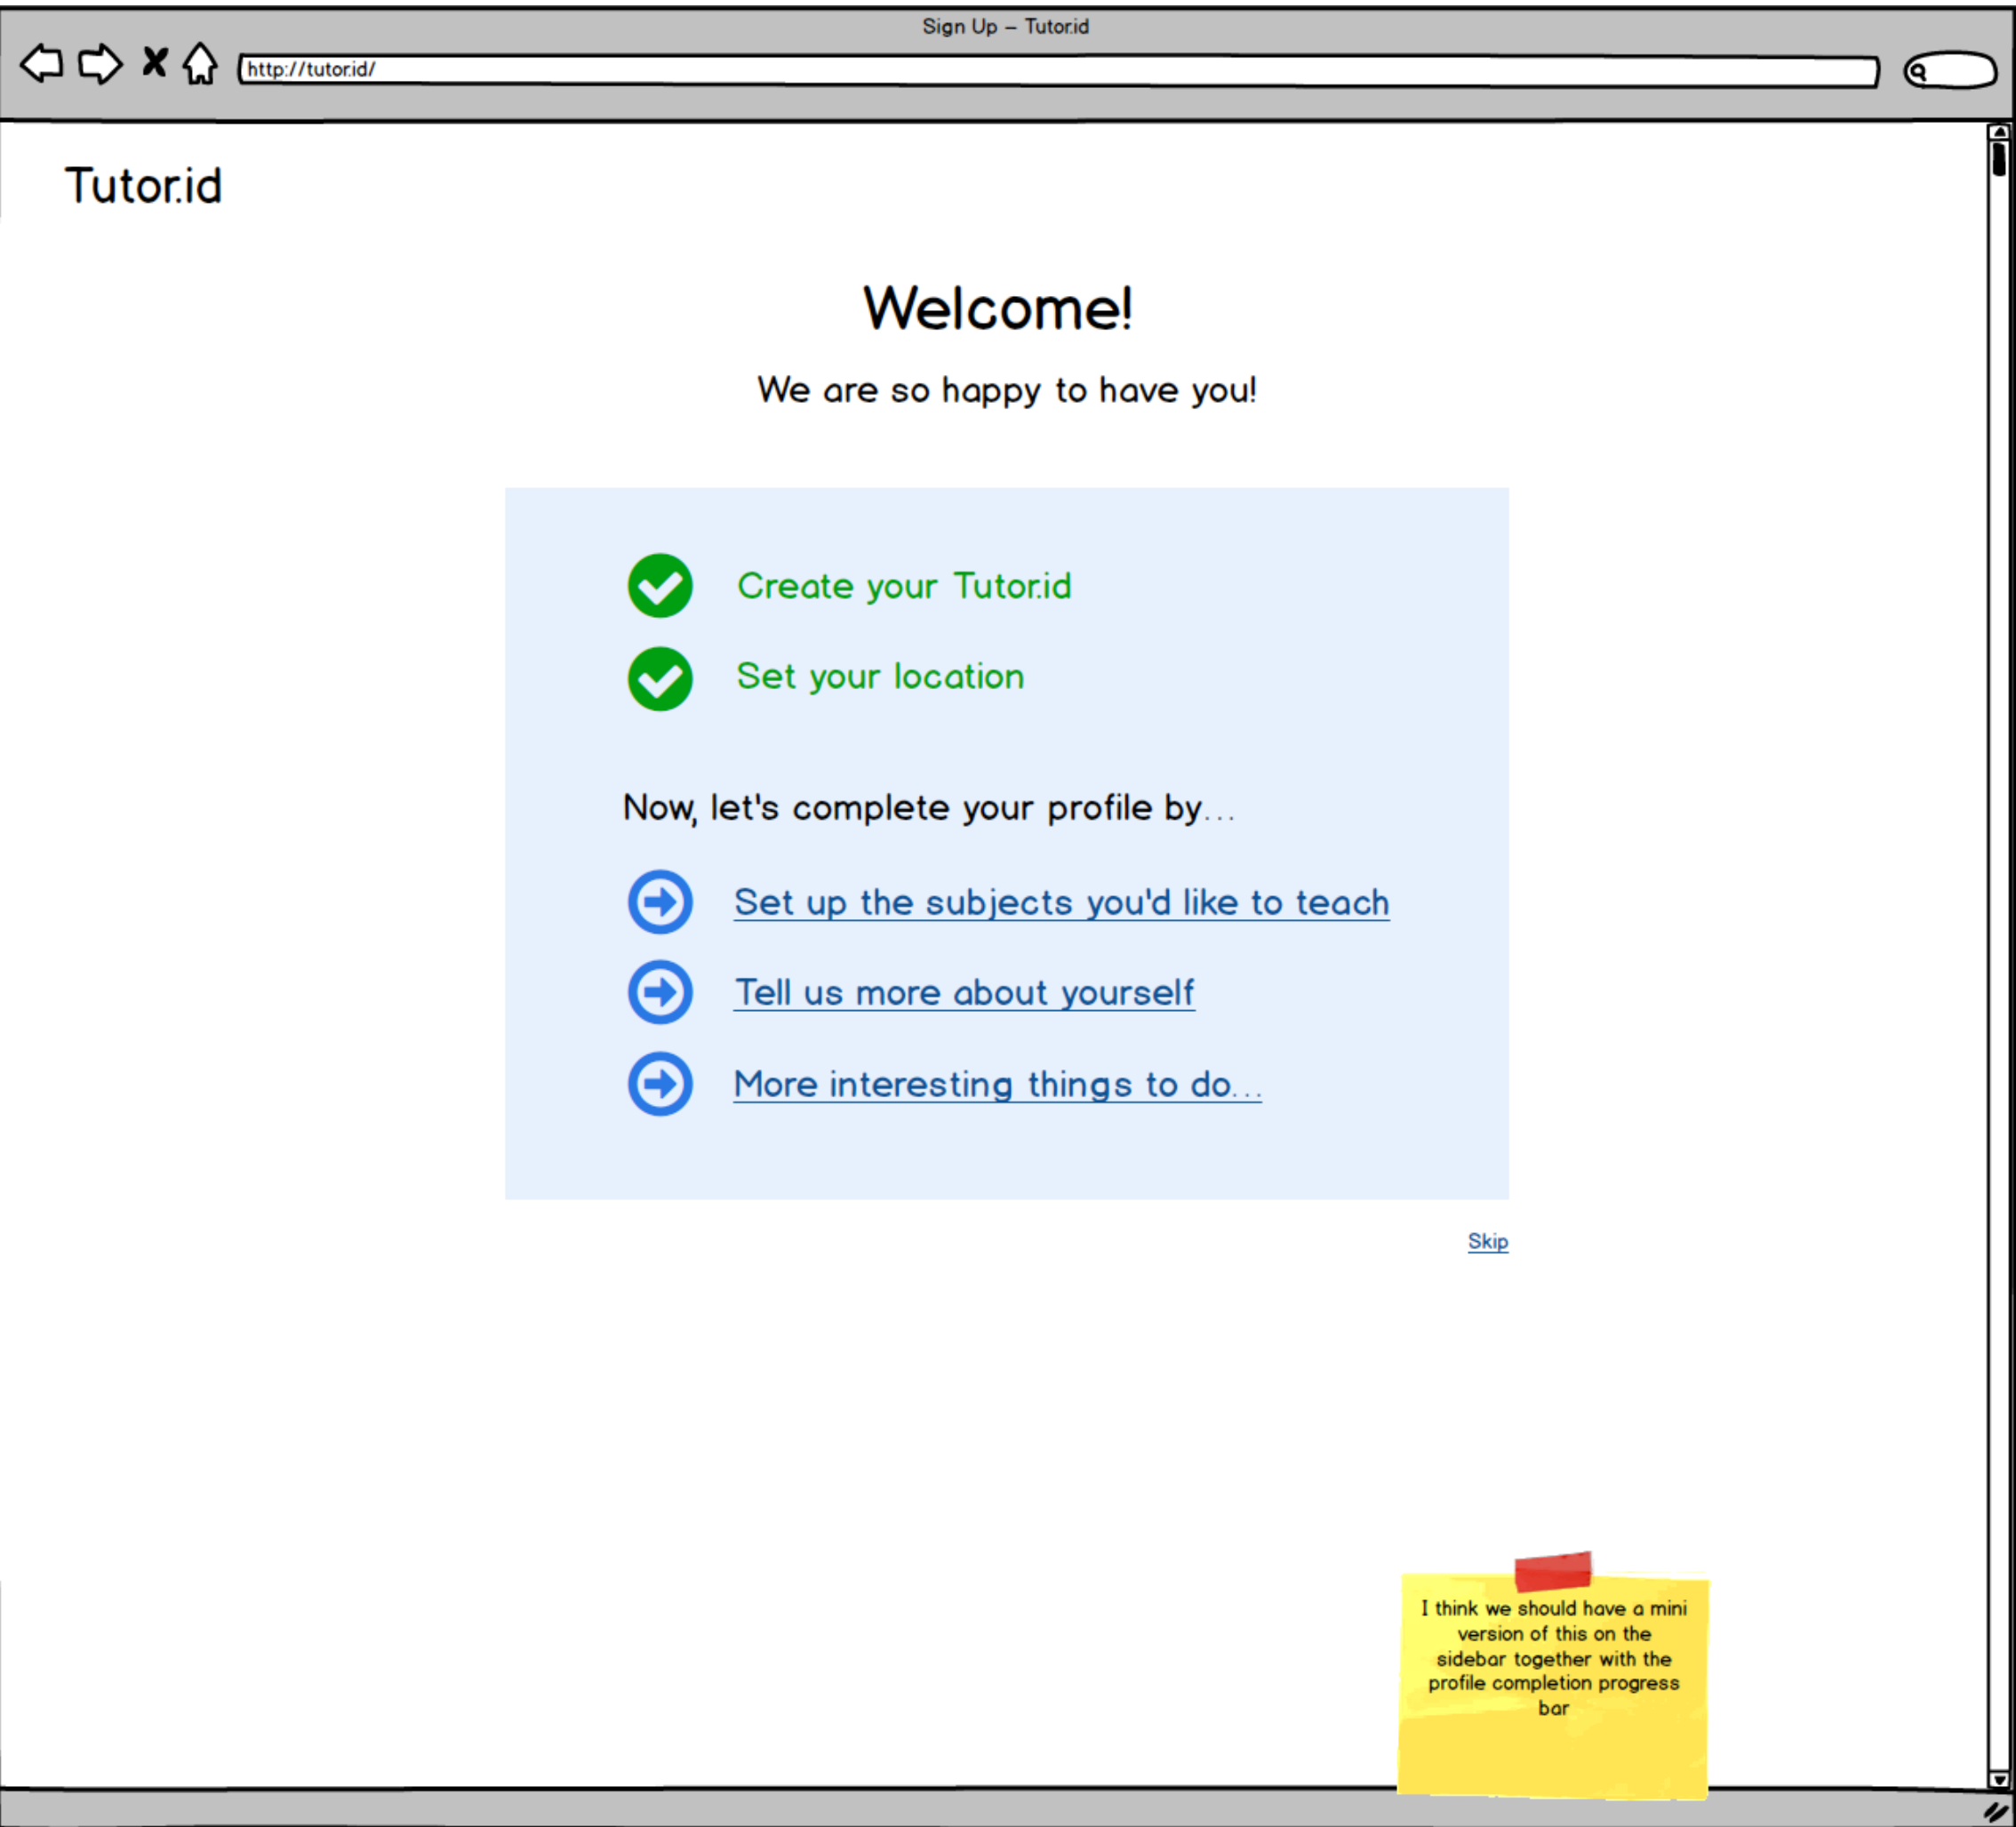 Sign Up – Tutor.id
http://tutor.id/
Tutor.id
Welcome!
We are so happy to have you!
Create your Tutor.id
Set your location
Now, let's complete your profile by...
Set up the subjects you'd like to teach
Tell us more about yourself
More interesting things to do...
Skip
I think we should have a mini
version of this on the
sidebar together with the
profile completion progress
bar